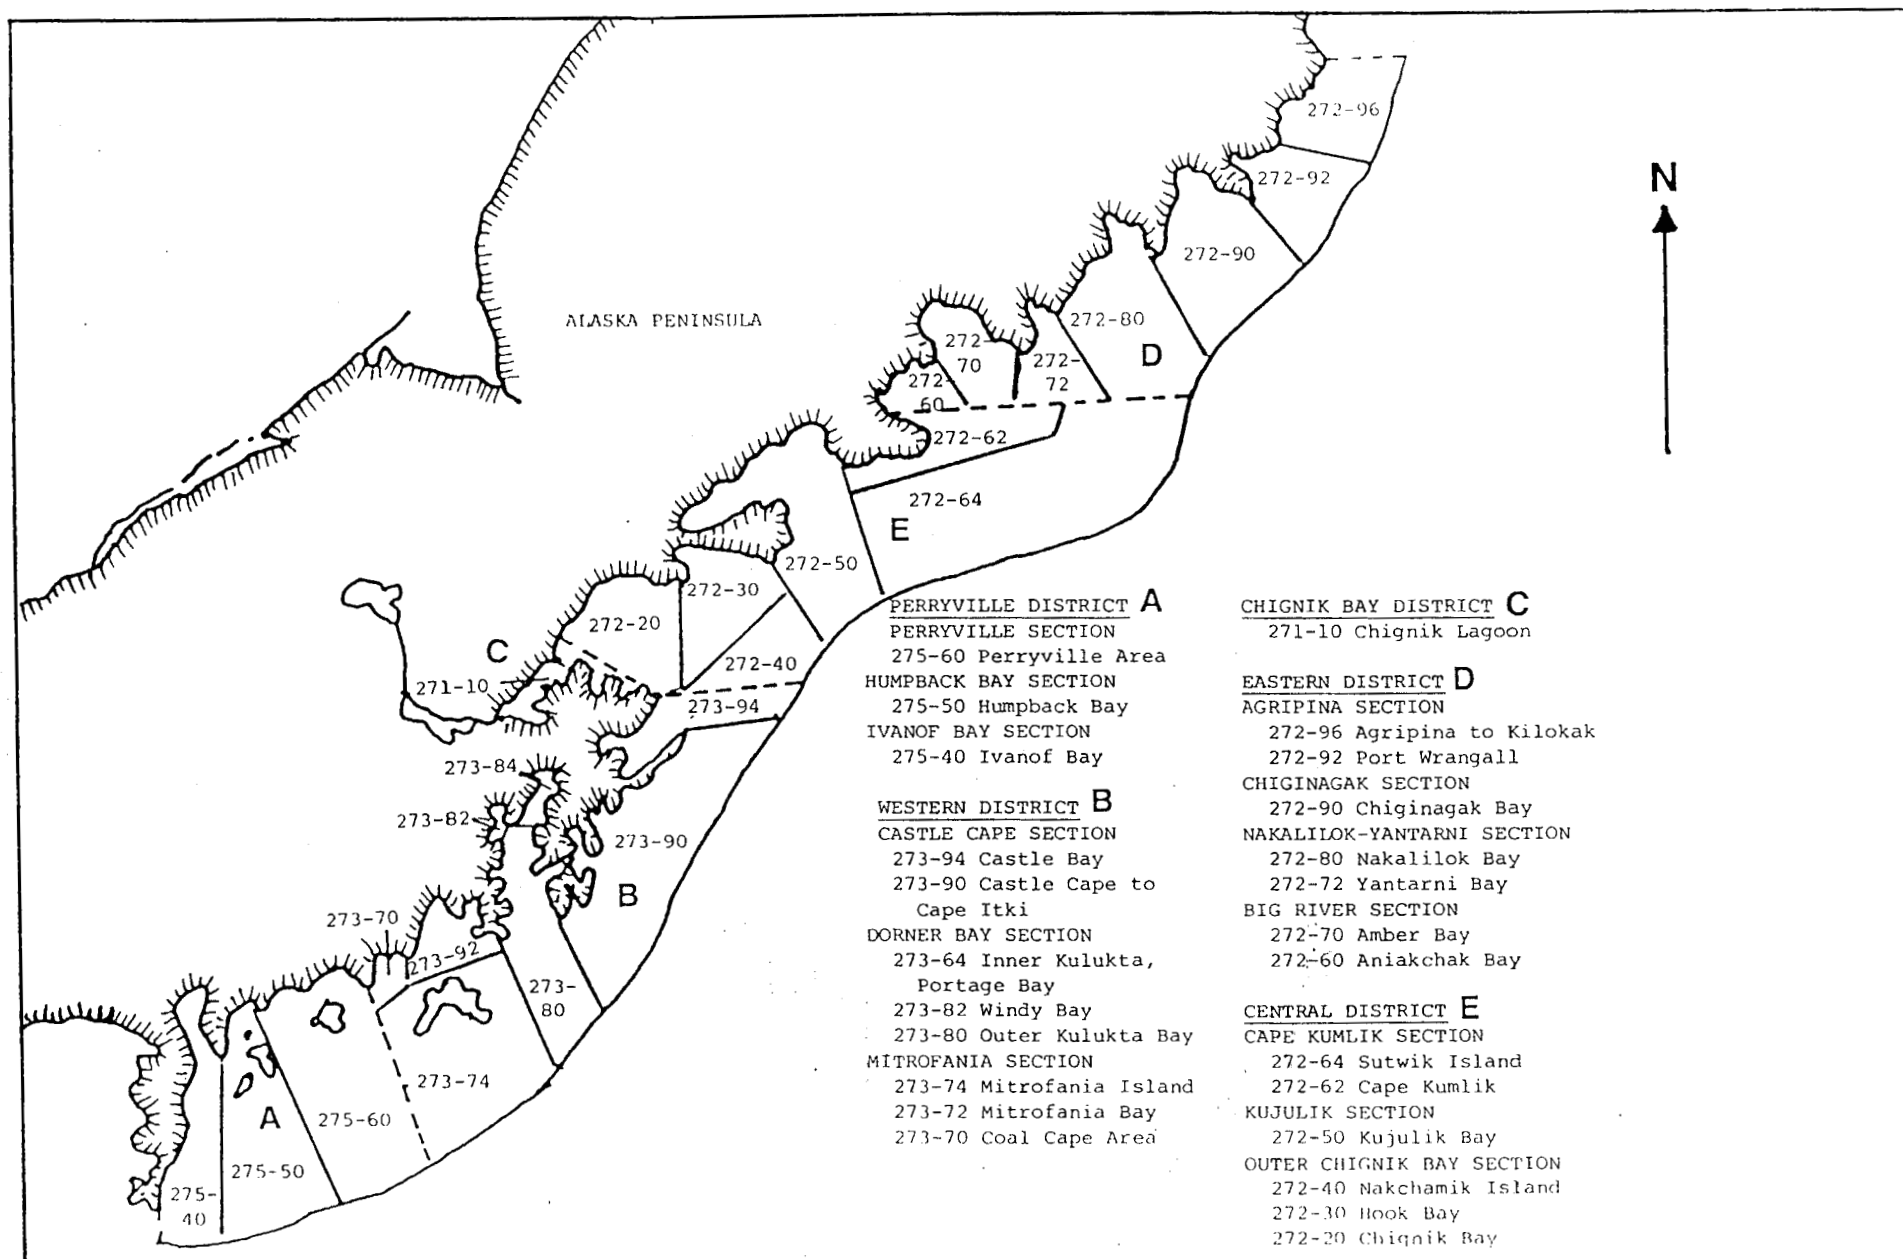 N
ALASKA PENINSULA
272-96
272-92
272-90
272-80
D
272-
70
272-
72
272-
60
272-62
272-64
E
272-50
272-30
272-20
272-40
C
271-10
273-94
273-84
273-82
273-90
B
273-70
273-92
273-
80
273-74
A
275-60
275-50
275-
40
PERRYVILLE DISTRICT A
PERRYVILLE SECTION
275-60 Perryville Area
HUMPBACK BAY SECTION
275-50 Humpback Bay
IVANOF BAY SECTION
275-40 Ivanof Bay
WESTERN DISTRICT B
CASTLE CAPE SECTION
273-94 Castle Bay
273-90 Castle Cape to
Cape Itki
DORNER BAY SECTION
273-64 Inner Kulukta,
Portage Bay
273-82 Windy Bay
273-80 Outer Kulukta Bay
MITROFANIA SECTION
273-74 Mitrofania Island
273-72 Mitrofania Bay
273-70 Coal Cape Area
CHIGNIK BAY DISTRICT C
271-10 Chignik Lagoon
EASTERN DISTRICT D
AGRIPINA SECTION
272-96 Agripina to Kilokak
272-92 Port Wrangall
CHIGINAGAK SECTION
272-90 Chiginagak Bay
NAKALILOK-YANTARNI SECTION
272-80 Nakalilok Bay
272-72 Yantarni Bay
BIG RIVER SECTION
272-70 Amber Bay
272-60 Aniakchak Bay
CENTRAL DISTRICT E
CAPE KUMLIK SECTION
272-64 Sutwik Island
272-62 Cape Kumlik
KUJULIK SECTION
272-50 Kujulik Bay
OUTER CHIGNIK BAY SECTION
272-40 Nakchamik Island
272-30 Hook Bay
272-20 Chignik Bay